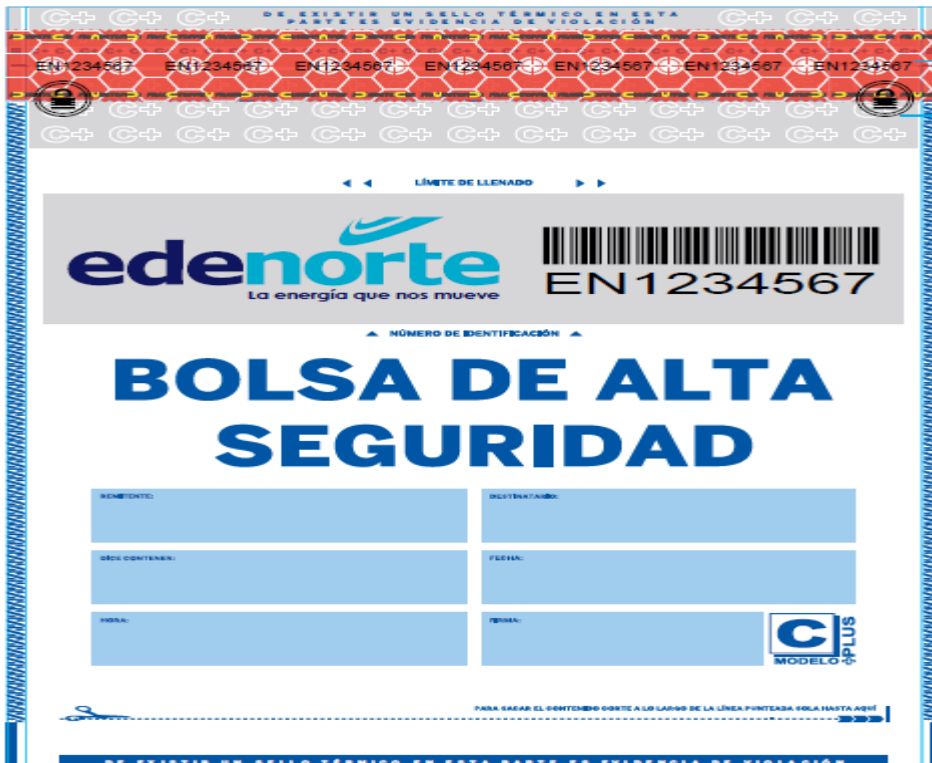 DE EXISTIR UN SELLO TÉRMICO EN ESTA
PARTE ES EVIDENCIA DE VIOLACIÓN
EN1234567 EN1234567 EN1234567 EN1234567 EN1234567 EN1234567 EN1234567
LÍMITE DE LLENADO
edenorte
La energía que nos mueve
EN1234567
NÚMERO DE IDENTIFICACIÓN
BOLSA DE ALTA
SEGURIDAD
REMITENTE:
DESTINATARIO:
DÍCE CONTENER:
FECHA:
HORA:
FIRMA:
C PLUS
MODELO
PARA SACAR EL CONTENIDO CORTE A LO LARGO DE LA LÍNEA PUNTEADA SOLA HASTA AQUÍ
DE EXISTIR UN SELLO TÉRMICO EN ESTA PARTE ES EVIDENCIA DE VIOLACIÓN